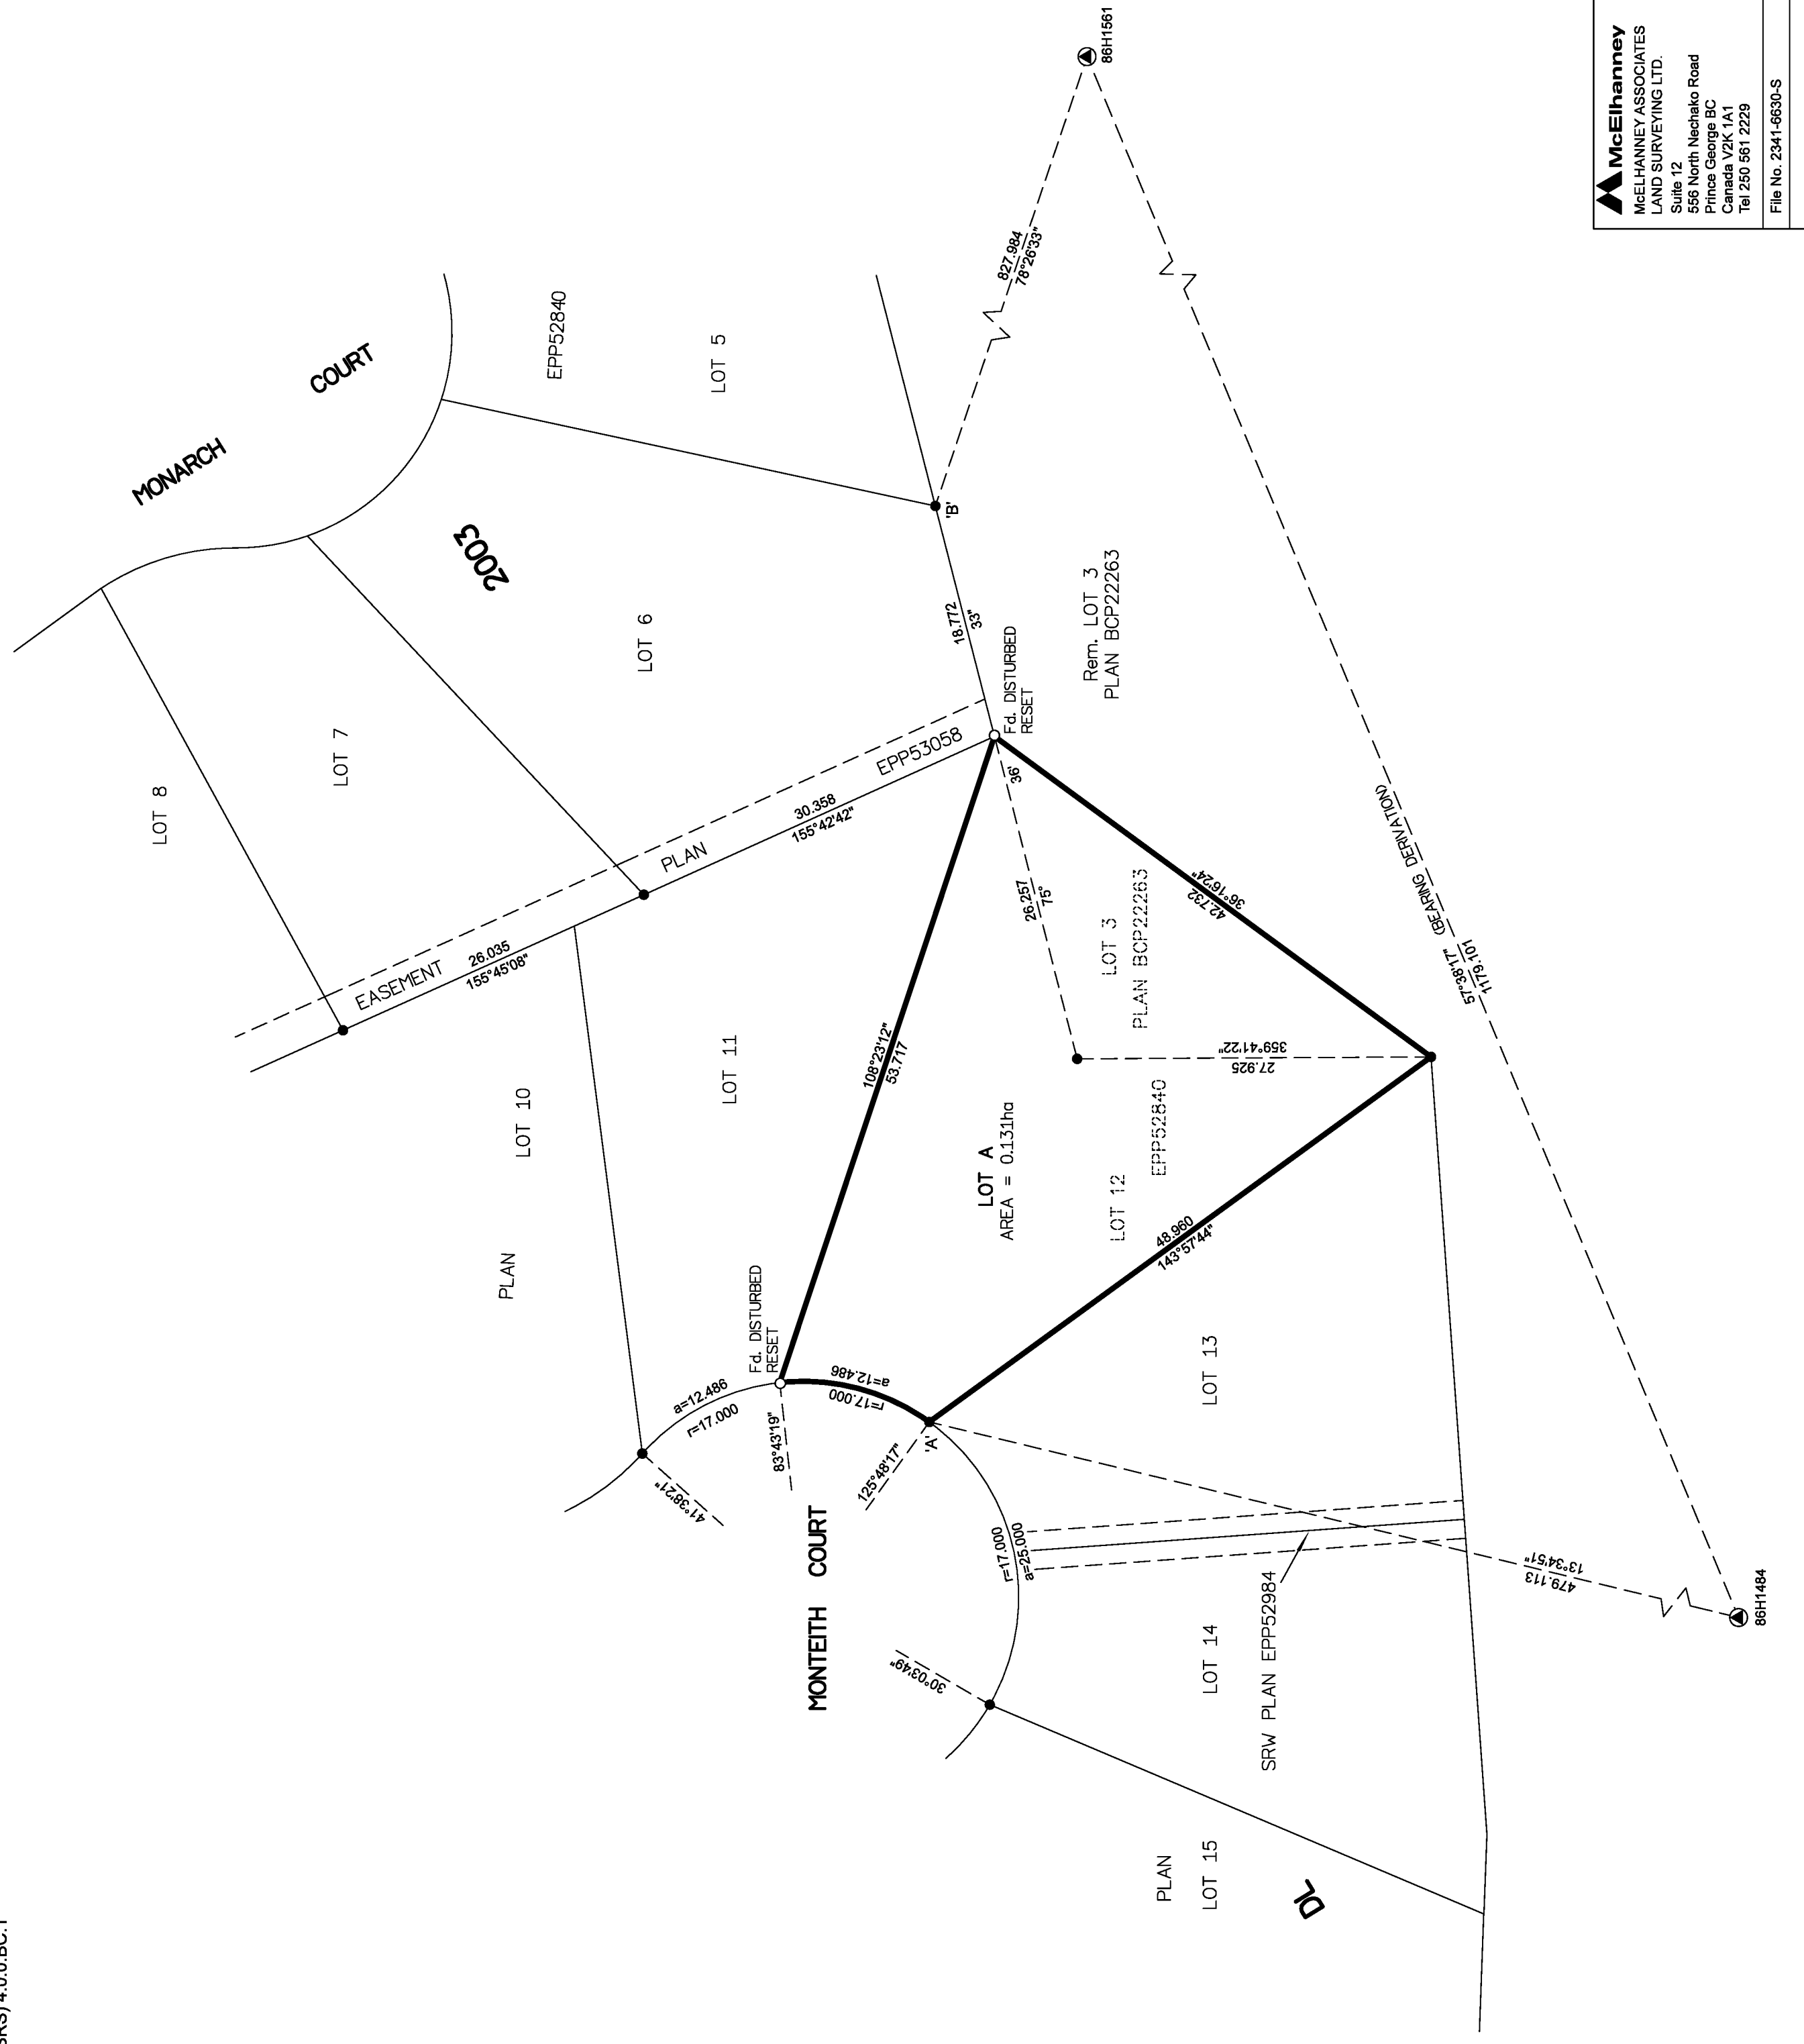 MONARCH COURT
LOT 8
LOT 7
2003
LOT 6
EPP52840
LOT 5
EASEMENT
PLAN
EPP53058
26.035
155°45'08"
30.358
155°42'42"
18.772
33"
'B'
827.984
78°26'33"
86H1561
Fd. DISTURBED
RESET
Rem. LOT 3
PLAN BCP22263
PLAN
LOT 10
LOT 11
108°23'12"
53.717
36'
26.257
75°
LOT 3
PLAN BCP22263
36°16'24"
42.732
359°41'22"
27.925
LOT A
AREA = 0.131ha
LOT 12
EPP52840
48.960
143°57'44"
Fd. DISTURBED
RESET
a=12.486
r=17.000
a=12.486
r=17.000
41°38'21"
83°43'19"
125°48'17"
'A'
MONTEITH COURT
r=17.000
a=25.000
30°03'49"
LOT 13
LOT 14
SRW PLAN EPP52984
PLAN
LOT 15
DL
479.113
13°34'51"
86H1484
57°38'17" (BEARING DERIVATION)
1179.101
McElhanney
McELHANNEY ASSOCIATES
LAND SURVEYING LTD.
Suite 12
556 North Nechako Road
Prince George BC
Canada V2K 1A1
Tel 250 561 2229
File No. 2341-6630-S